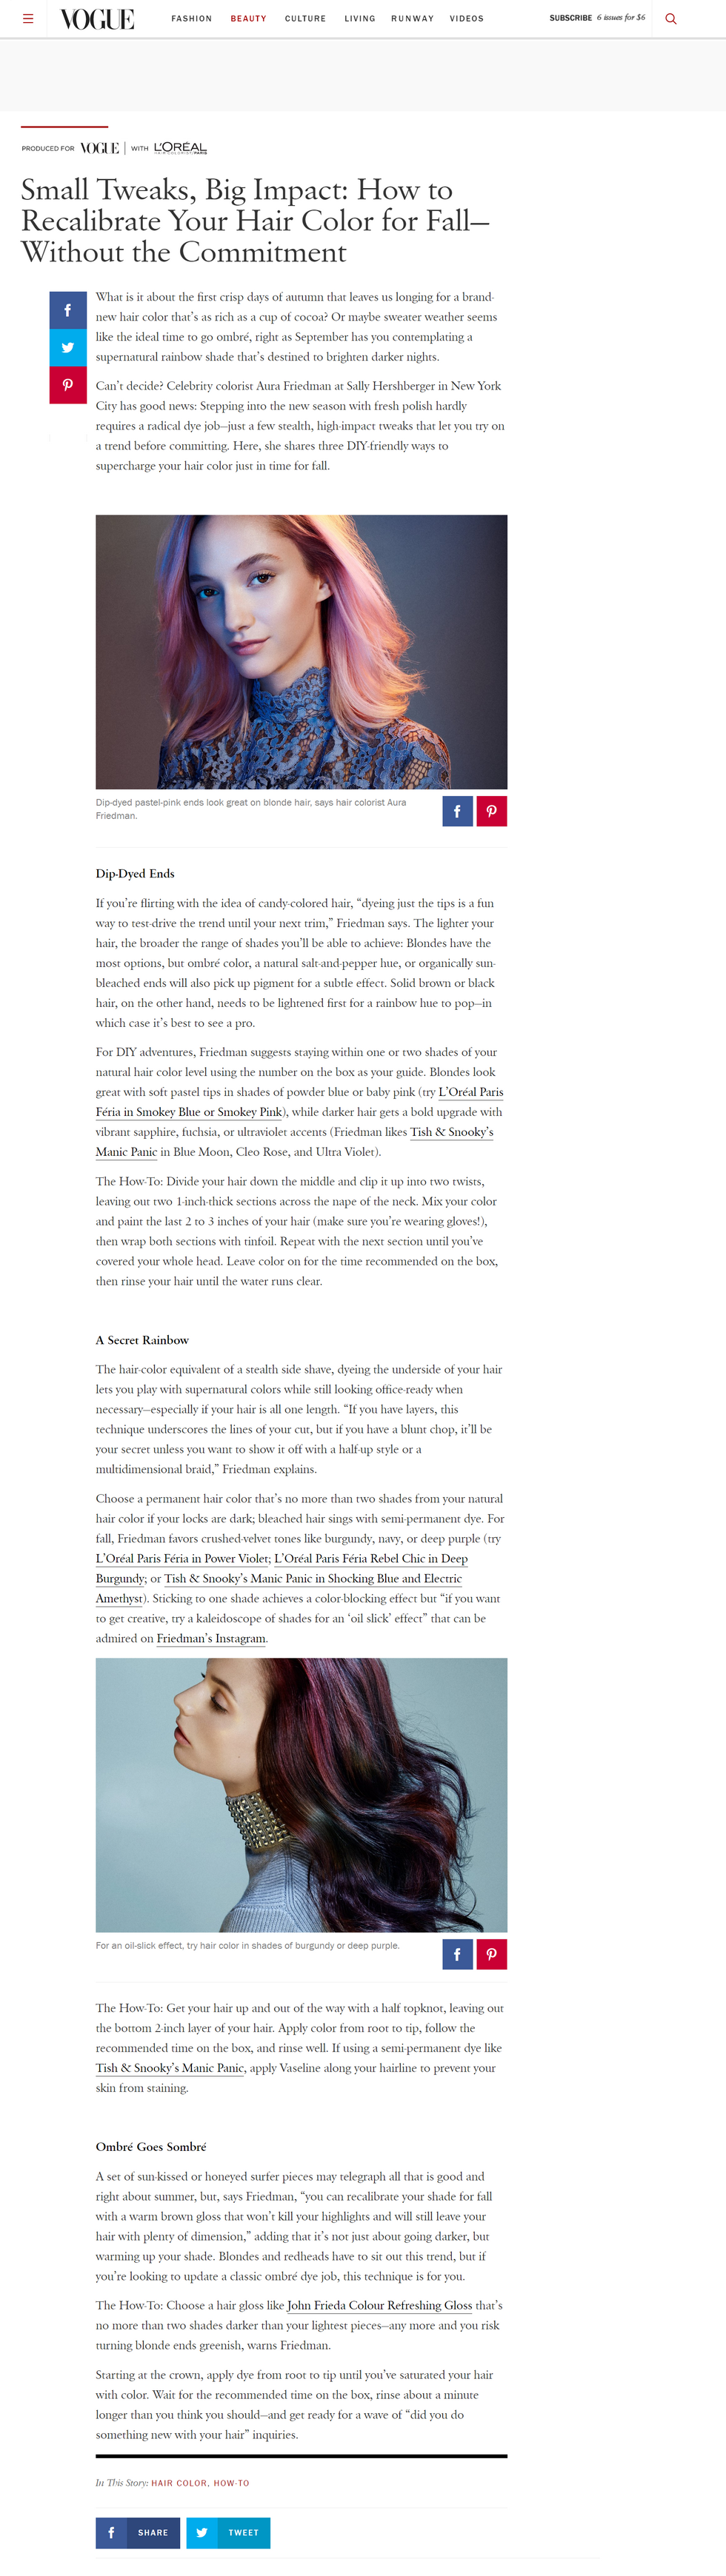 VOGUE
FASHION BEAUTY CULTURE LIVING RUNWAY VIDEOS
SUBSCRIBE 6 issues for $6
PRODUCED FOR VOGUE | WITH L'ORÉAL
Small Tweaks, Big Impact: How to
Recalibrate Your Hair Color for Fall—
Without the Commitment
What is it about the first crisp days of autumn that leaves us longing for a brand-
new hair color that's as rich as a cup of cocoa? Or maybe sweater weather seems
like the ideal time to go ombré, right as September has you contemplating a
supernatural rainbow shade that's destined to brighten darker nights.
Can't decide? Celebrity colorist Aura Friedman at Sally Hershberger in New York
City has good news: Stepping into the new season with fresh polish hardly
requires a radical dye job—just a few stealth, high-impact tweaks that let you try on
a trend before committing. Here, she shares three DIY-friendly ways to
supercharge your hair color just in time for fall.
Dip-dyed pastel-pink ends look great on blonde hair, says hair colorist Aura
Friedman.
Dip-Dyed Ends
If you're flirting with the idea of candy-colored hair, “dyeing just the tips is a fun
way to test-drive the trend until your next trim,” Friedman says. The lighter your
hair, the broader the range of shades you'll be able to achieve: Blondes have the
most options, but ombré color, a natural salt-and-pepper hue, or organically sun-
bleached ends will also pick up pigment for a subtle effect. Solid brown or black
hair, on the other hand, needs to be lightened first for a rainbow hue to pop—in
which case it's best to see a pro.
For DIY adventures, Friedman suggests staying within one or two shades of your
natural hair color level using the number on the box as your guide. Blondes look
great with soft pastel tips in shades of powder blue or baby pink (try L'Oréal Paris
Féria in Smokey Blue or Smokey Pink), while darker hair gets a bold upgrade with
vibrant sapphire, fuchsia, or ultraviolet accents (Friedman likes Tish & Snooky's
Manic Panic in Blue Moon, Cleo Rose, and Ultra Violet).
The How-To: Divide your hair down the middle and clip it up into two twists,
leaving out two 1-inch-thick sections across the nape of the neck. Mix your color
and paint the last 2 to 3 inches of your hair (make sure you're wearing gloves!),
then wrap both sections with tinfoil. Repeat with the next section until you've
covered your whole head. Leave color on for the time recommended on the box,
then rinse your hair until the water runs clear.
A Secret Rainbow
The hair-color equivalent of a stealth side shave, dyeing the underside of your hair
lets you play with supernatural colors while still looking office-ready when
necessary—especially if your hair is all one length. “If you have layers, this
technique underscores the lines of your cut, but if you have a blunt chop, it'll be
your secret unless you want to show it off with a half-up style or a
multidimensional braid,” Friedman explains.
Choose a permanent hair color that's no more than two shades from your natural
hair color if your locks are dark; bleached hair sings with semi-permanent dye. For
fall, Friedman favors crushed-velvet tones like burgundy, navy, or deep purple (try
L'Oréal Paris Féria in Power Violet; L'Oréal Paris Féria Rebel Chic in Deep
Burgundy; or Tish & Snooky's Manic Panic in Shocking Blue and Electric
Amethyst). Sticking to one shade achieves a color-blocking effect but “if you want
to get creative, try a kaleidoscope of shades for an ‘oil slick’ effect” that can be
admired on Friedman's Instagram.
For an oil-slick effect, try hair color in shades of burgundy or deep purple.
The How-To: Get your hair up and out of the way with a half topknot, leaving out
the bottom 2-inch layer of your hair. Apply color from root to tip, follow the
recommended time on the box, and rinse well. If using a semi-permanent dye like
Tish & Snooky's Manic Panic, apply Vaseline along your hairline to prevent your
skin from staining.
Ombré Goes Sombré
A set of sun-kissed or honeyed surfer pieces may telegraph all that is good and
right about summer, but, says Friedman, “you can recalibrate your shade for fall
with a warm brown gloss that won't kill your highlights and will still leave your
hair with plenty of dimension,” adding that it's not just about going darker, but
warming up your shade. Blondes and redheads have to sit out this trend, but if
you're looking to update a classic ombré dye job, this technique is for you.
The How-To: Choose a hair gloss like John Frieda Colour Refreshing Gloss that's
no more than two shades darker than your lightest pieces—any more and you risk
turning blonde ends greenish, warns Friedman.
Starting at the crown, apply dye from root to tip until you've saturated your hair
with color. Wait for the recommended time on the box, rinse about a minute
longer than you think you should—and get ready for a wave of “did you do
something new with your hair” inquiries.
In This Story: HAIR COLOR, HOW-TO
SHARE TWEET